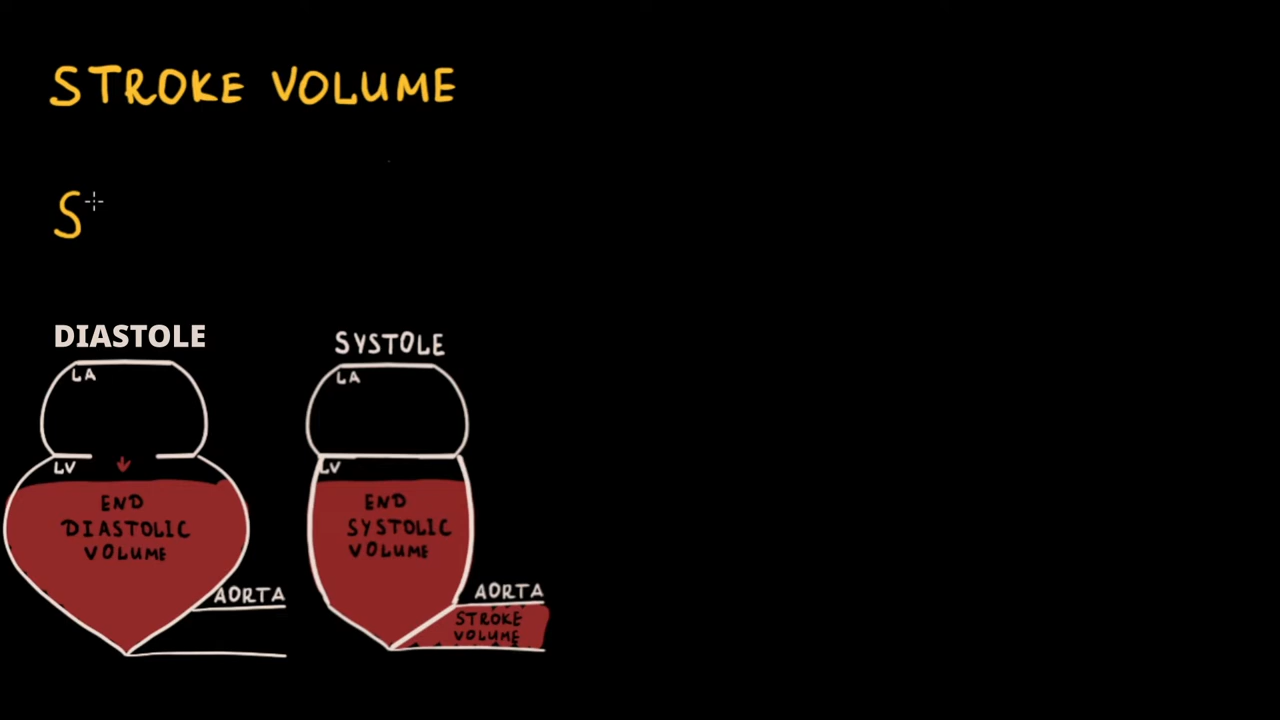 STROKE VOLUME
S
DIASTOLE
LA
LV
END
DIASTOLIC
VOLUME
AORTA
SYSTOLE
LA
LV
END
SYSTOLIC
VOLUME
AORTA
STROKE
VOLUME